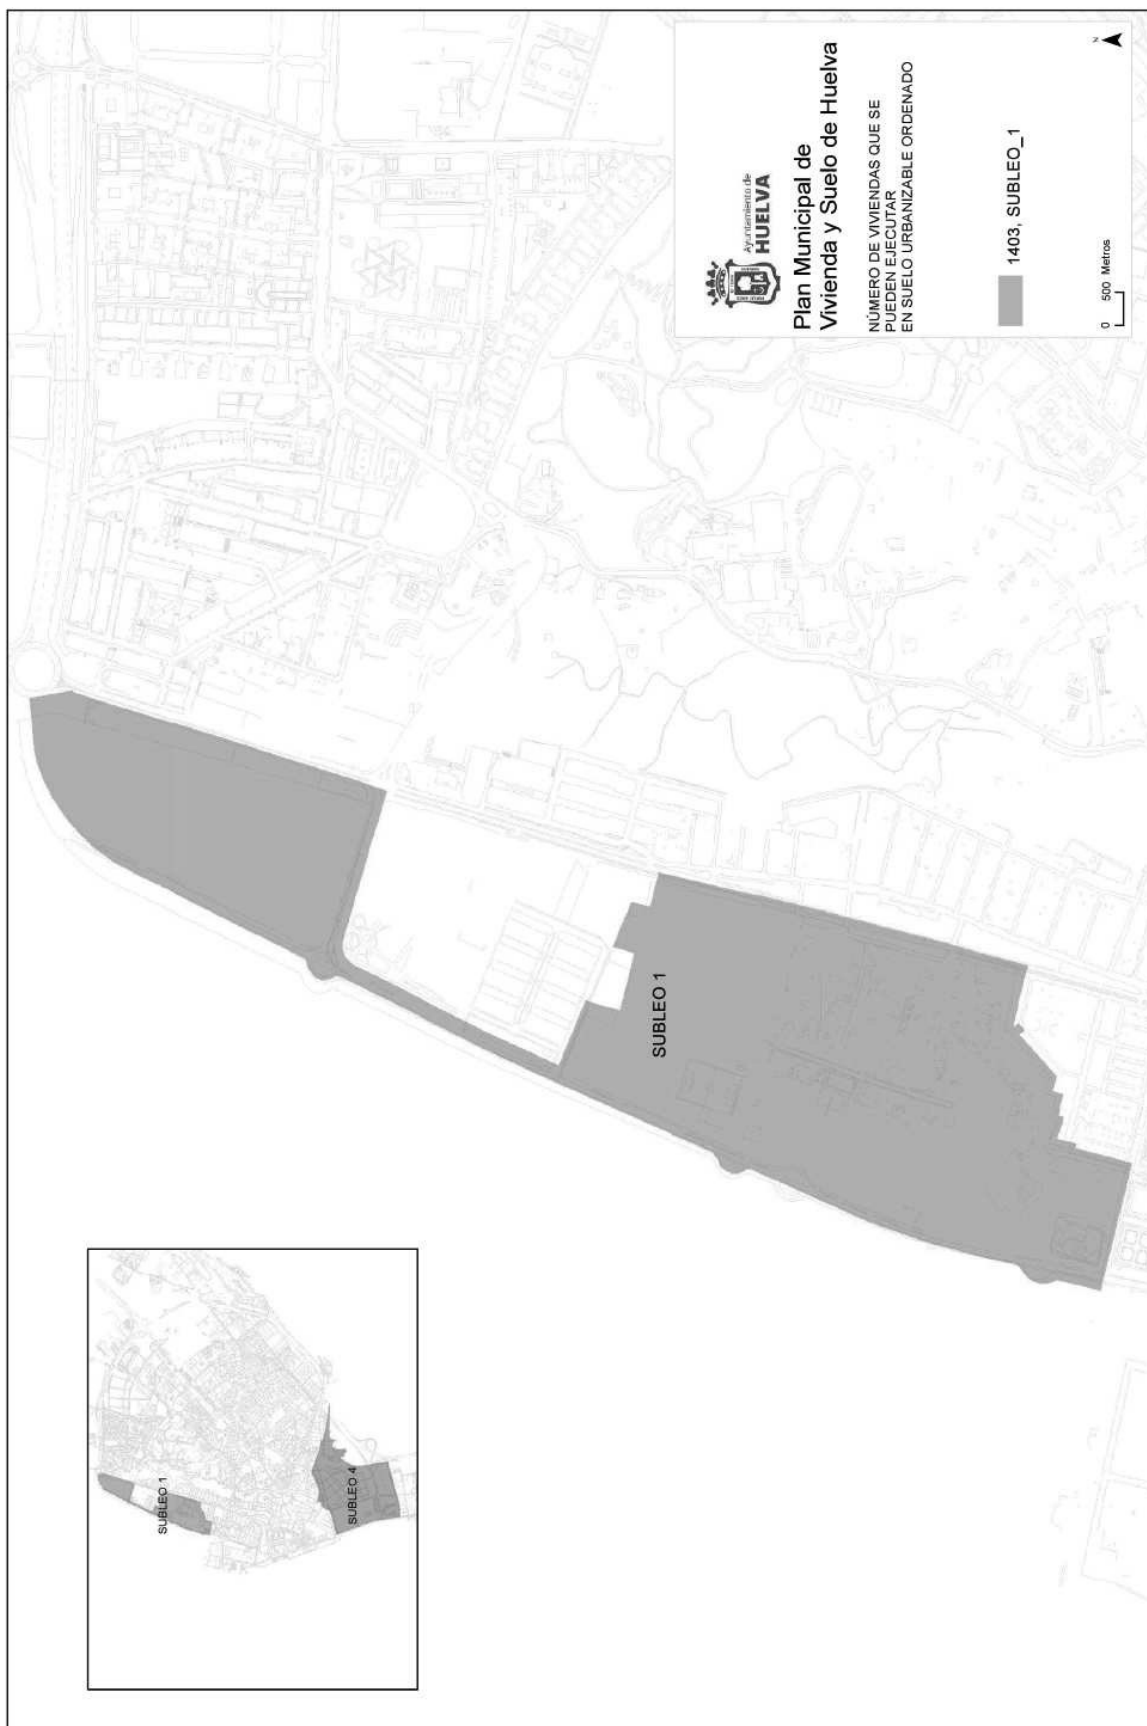 Ayuntamiento de
HUELVA
Plan Municipal de
Vivienda y Suelo de Huelva
NÚMERO DE VIVIENDAS QUE SE
PUEDEN EJECUTAR
EN SUELO URBANIZABLE ORDENADO
1403, SUBLEO_1
0 500 Metros
N
SUBLEO 1
SUBLEO 1
SUBLEO 4